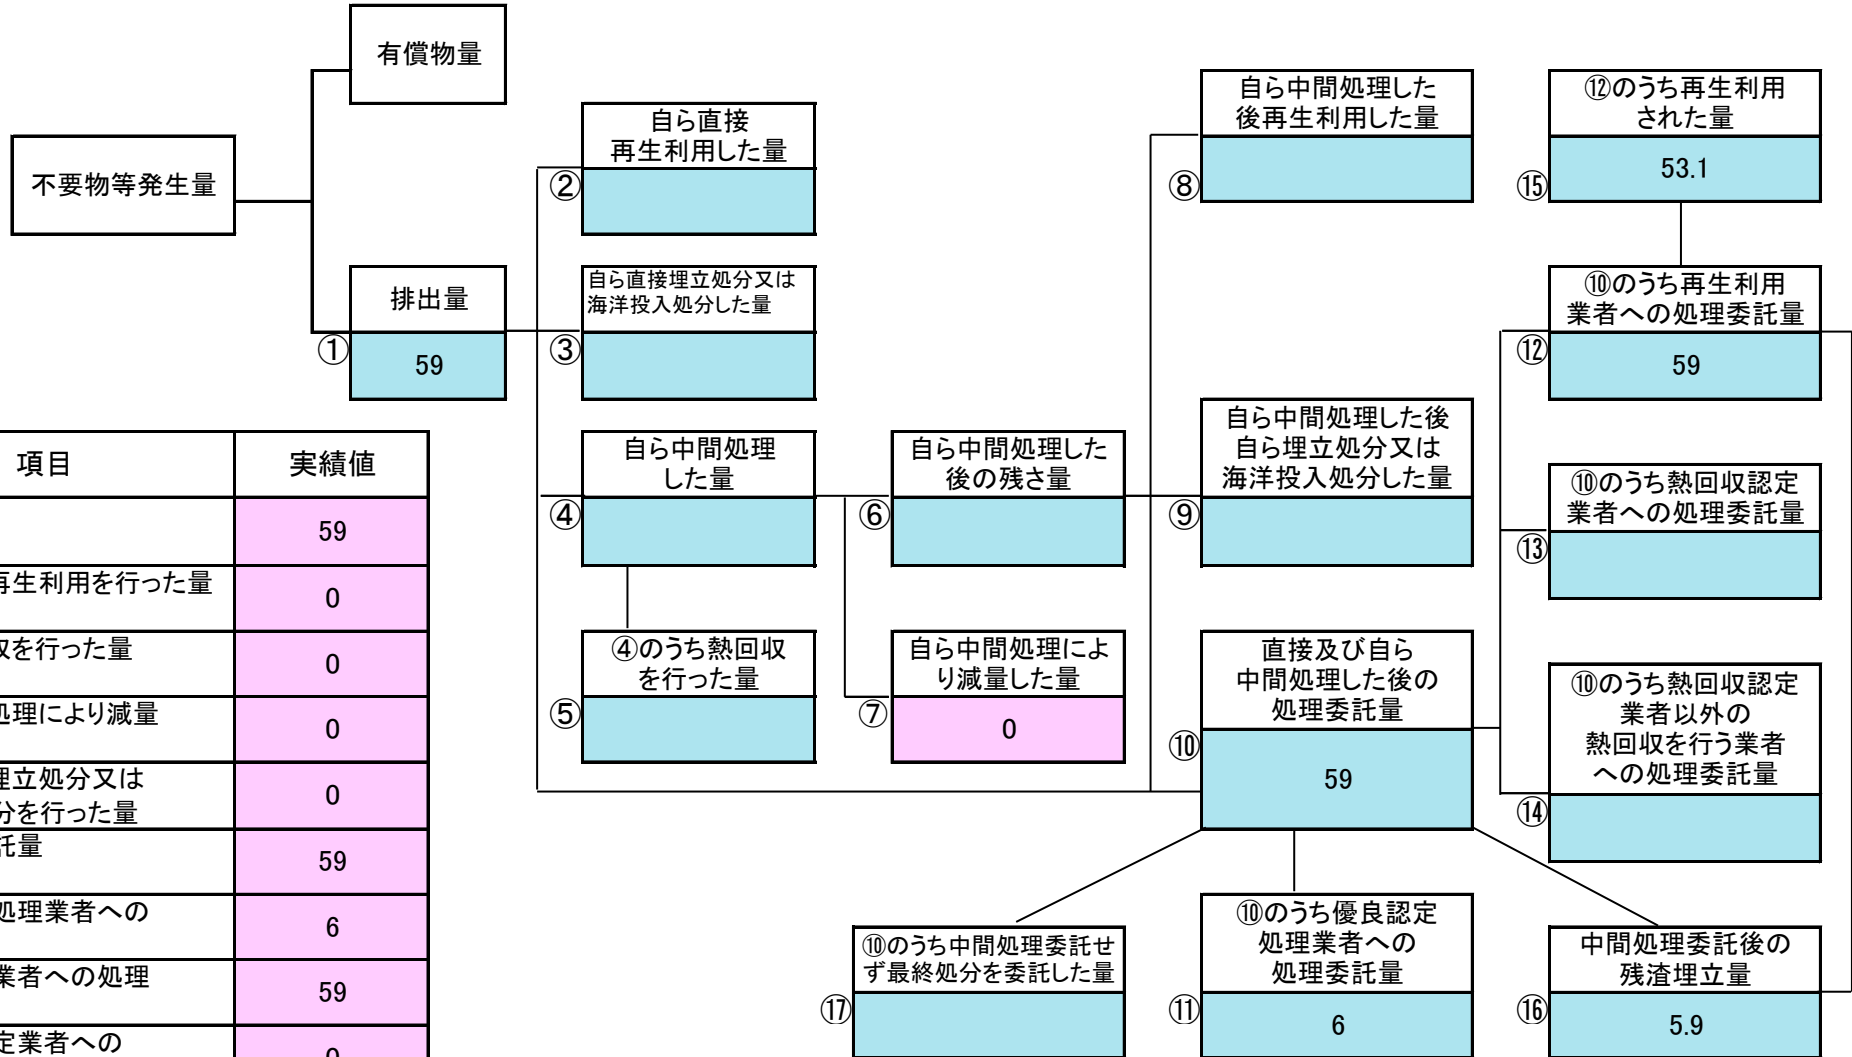 有償物量
不要物等発生量
排出量
①
59
自ら直接
再生利用した量
②
自ら直接埋立処分又は
海洋投入処分した量
③
自ら中間処理
した量
④
④のうち熱回収
を行った量
⑤
自ら中間処理した
後の残さ量
⑥
自ら中間処理によ
り減量した量
⑦
0
自ら中間処理した
後再生利用した量
⑧
自ら中間処理した後
自ら埋立処分又は
海洋投入処分した量
⑨
直接及び自ら
中間処理した後の
処理委託量
⑩
59
⑫のうち再生利用
された量
⑮
53.1
⑩のうち再生利用
業者への処理委託量
⑫
59
⑩のうち熱回収認定
業者への処理委託量
⑬
⑩のうち熱回収認定
業者以外の
熱回収を行う業者
への処理委託量
⑭
⑩のうち中間処理委託せ
ず最終処分を委託した量
⑰
⑩のうち優良認定
処理業者への
処理委託量
⑪
6
中間処理委託後の
残渣埋立量
⑯
5.9
項目
実績値
59
再生利用を行った量
0
を行った量
0
処理により減量
0
埋立処分又は
を行った量
0
託量
59
処理業者への
6
業者への処理
59
定業者への